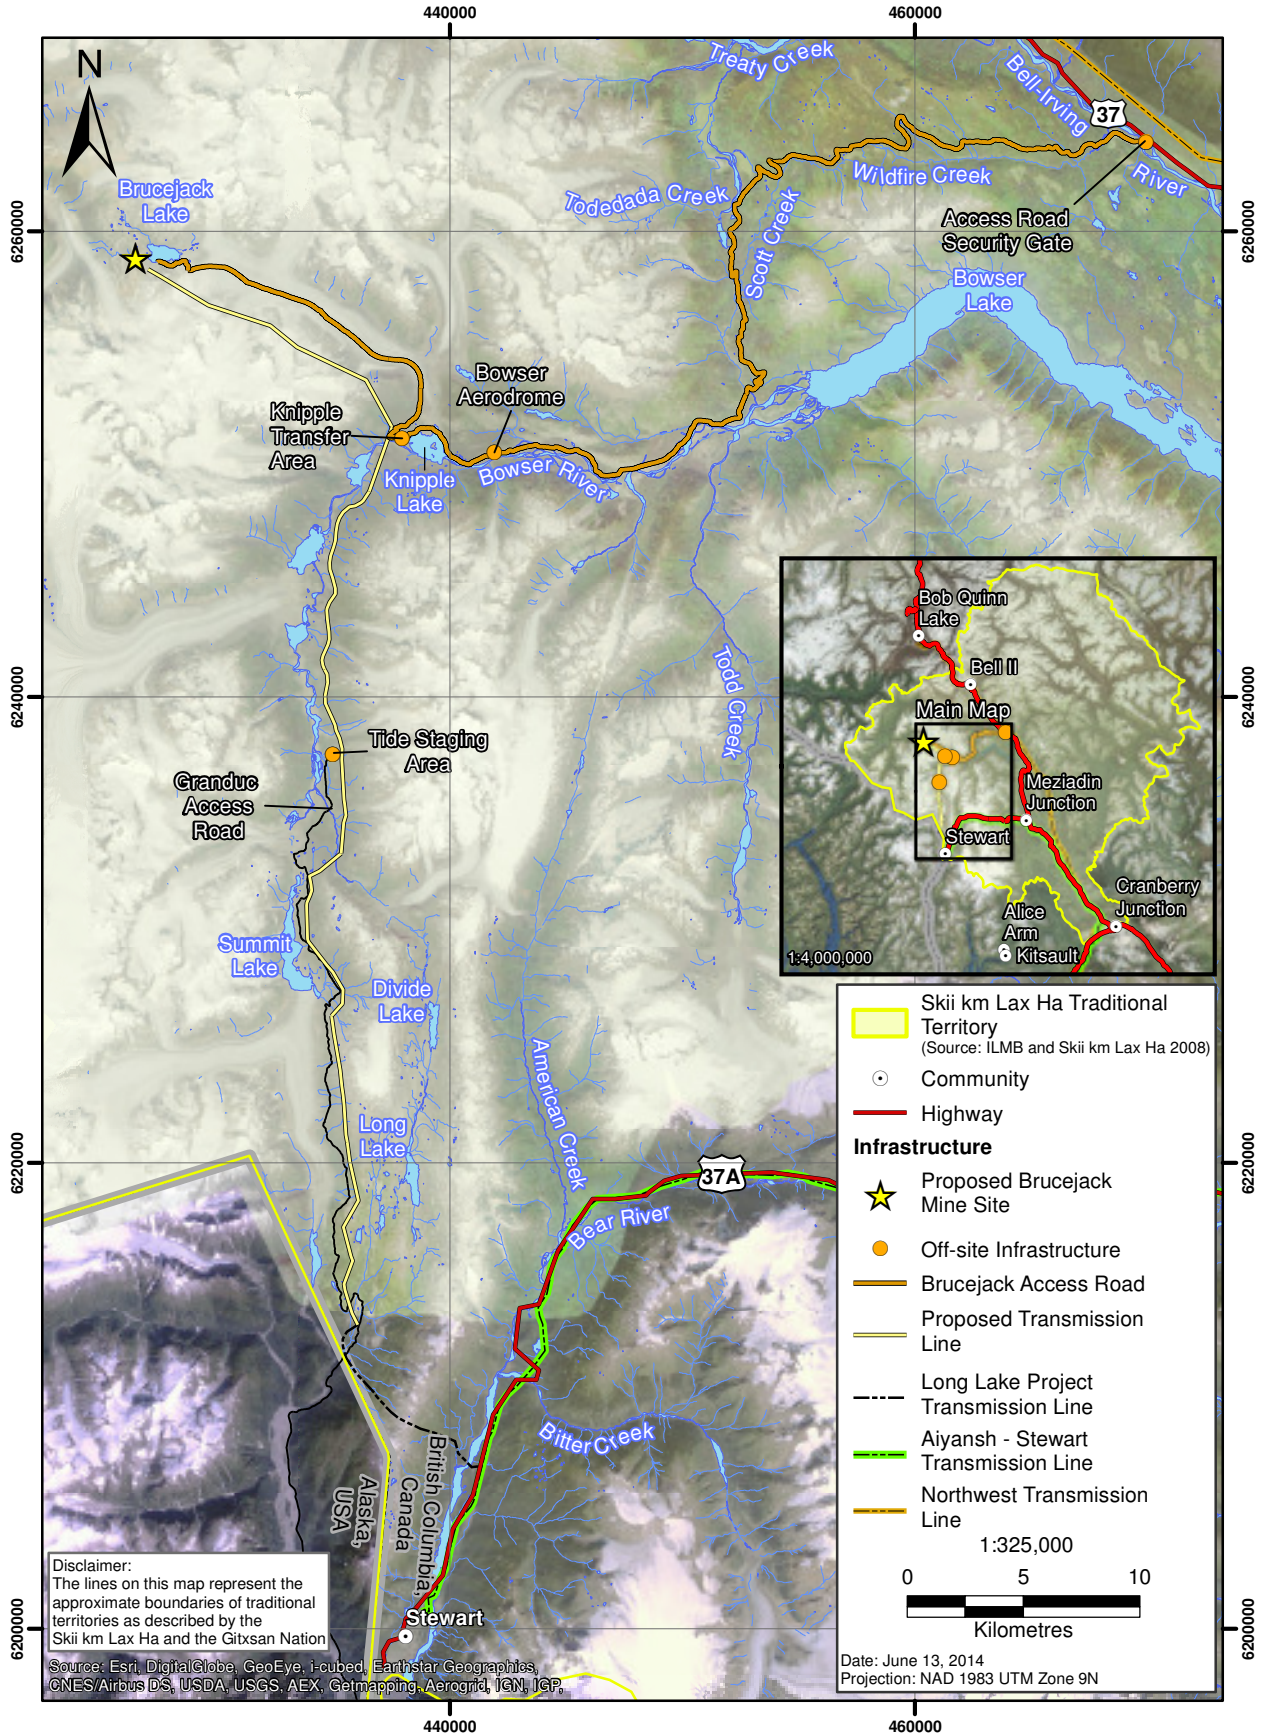 440000
460000
N
Treaty Creek
Bell-Irving
River
37
Brucejack
Lake
Todedada Creek
Scott Creek
Wildfire Creek
Access Road
Security Gate
6260000
6260000
Bowser
Lake
Bowser
Aerodrome
Knipple
Transfer
Area
Knipple
Lake
Bowser River
Todd Creek
Bob Quinn
Lake
Bell II
Main Map
Meziadin
Junction
Stewart
Cranberry
Junction
Alice
Arm
Kitsault
1:4,000,000
6240000
6240000
Tide Staging
Area
Granduc
Access
Road
Summit
Lake
Divide
Lake
Long
Lake
American Creek
37A
Bear River
Bitter Creek
6220000
6220000
British Columbia,
Canada
Alaska,
USA
Stewart
6200000
6200000
Skii km Lax Ha Traditional
Territory
(Source: ILMB and Skii km Lax Ha 2008)
Community
Highway
Infrastructure
Proposed Brucejack
Mine Site
Off-site Infrastructure
Brucejack Access Road
Proposed Transmission
Line
Long Lake Project
Transmission Line
Aiyansh - Stewart
Transmission Line
Northwest Transmission
Line
1:325,000
0 5 10
Kilometres
Date: June 13, 2014
Projection: NAD 1983 UTM Zone 9N
Disclaimer:
The lines on this map represent the
approximate boundaries of traditional
territories as described by the
Skii km Lax Ha and the Gitxsan Nation
Source: Esri, DigitalGlobe, GeoEye, i-cubed, Earthstar Geographics,
CNES/Airbus DS, USDA, USGS, AEX, Getmapping, Aerogrid, IGN, IGP,
440000
460000